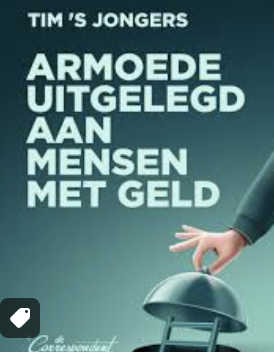 TIM 'S JONGERS
ARMOEDE
UITGELEGD
AAN
MENSEN
MET GELD
de
Correspondent